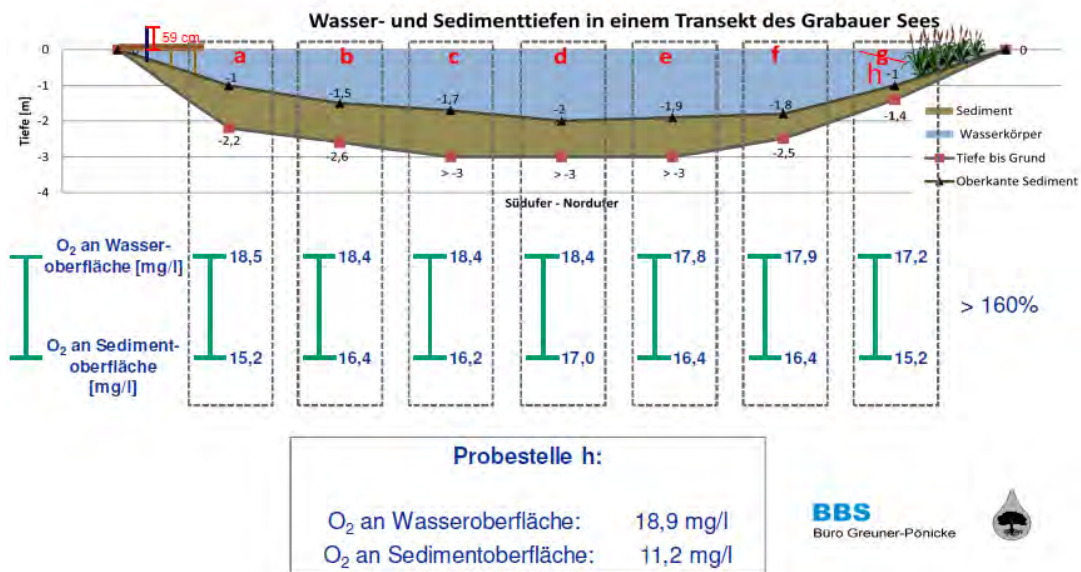 Wasser- und Sedimenttiefen in einem Transekt des Grabauer Sees
59 cm
a b c d e f g
h
Tiefe [m]
0
-1
-2
-3
-4
0
-1
-1,5
-1,7
-2
-1,9
-1,8
-1
-2,2
-2,6
> -3
> -3
> -3
-2,5
-1,4
Sediment
Wasserkörper
Tiefe bis Grund
Oberkante Sediment
Südufer - Nordufer
O₂ an Wasser-
oberfläche [mg/l]
18,5 18,4 18,4 18,4 17,8 17,9 17,2
> 160%
O₂ an Sediment-
oberfläche
[mg/l]
15,2 16,4 16,2 17,0 16,4 16,4 15,2
Probestelle h:
O₂ an Wasseroberfläche: 18,9 mg/l
O₂ an Sedimentoberfläche: 11,2 mg/l
BBS
Büro Greuner-Pönicke